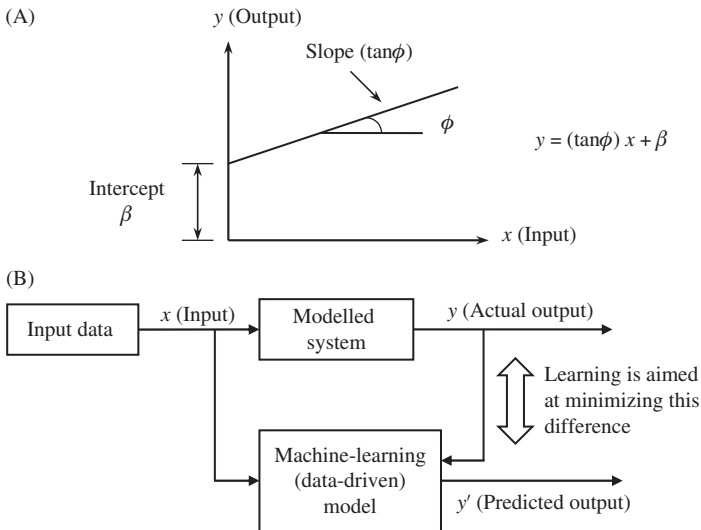 (A)
y (Output)
Slope (tanϕ)
ϕ
y = (tanϕ) x + β
Intercept
β
x (Input)
(B)
Input data
x (Input)
Modelled
system
y (Actual output)
Learning is aimed
at minimizing this
difference
Machine-learning
(data-driven)
model
y′ (Predicted output)